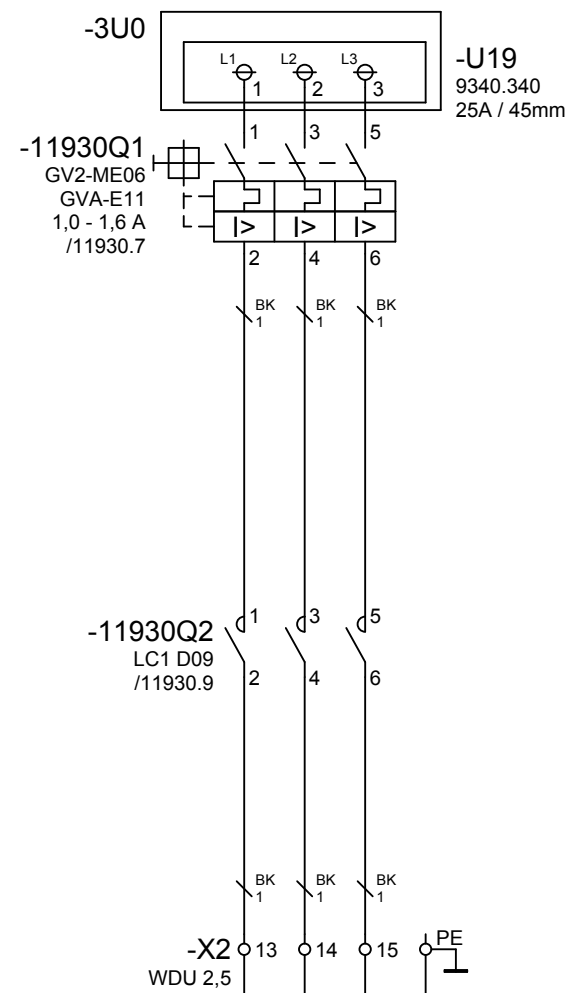 -3U0
L1 L2 L3
1 2 3
-U19
9340.340
25A / 45mm
1 3 5
-11930Q1
GV2-ME06
GVA-E11
1,0 - 1,6 A
/11930.7
|> |> |>
2 4 6
BK BK BK
1 1 1
1 3 5
-11930Q2
LC1 D09
/11930.9
2 4 6
BK BK BK
1 1 1
-X2 13 14 15 PE
WDU 2,5